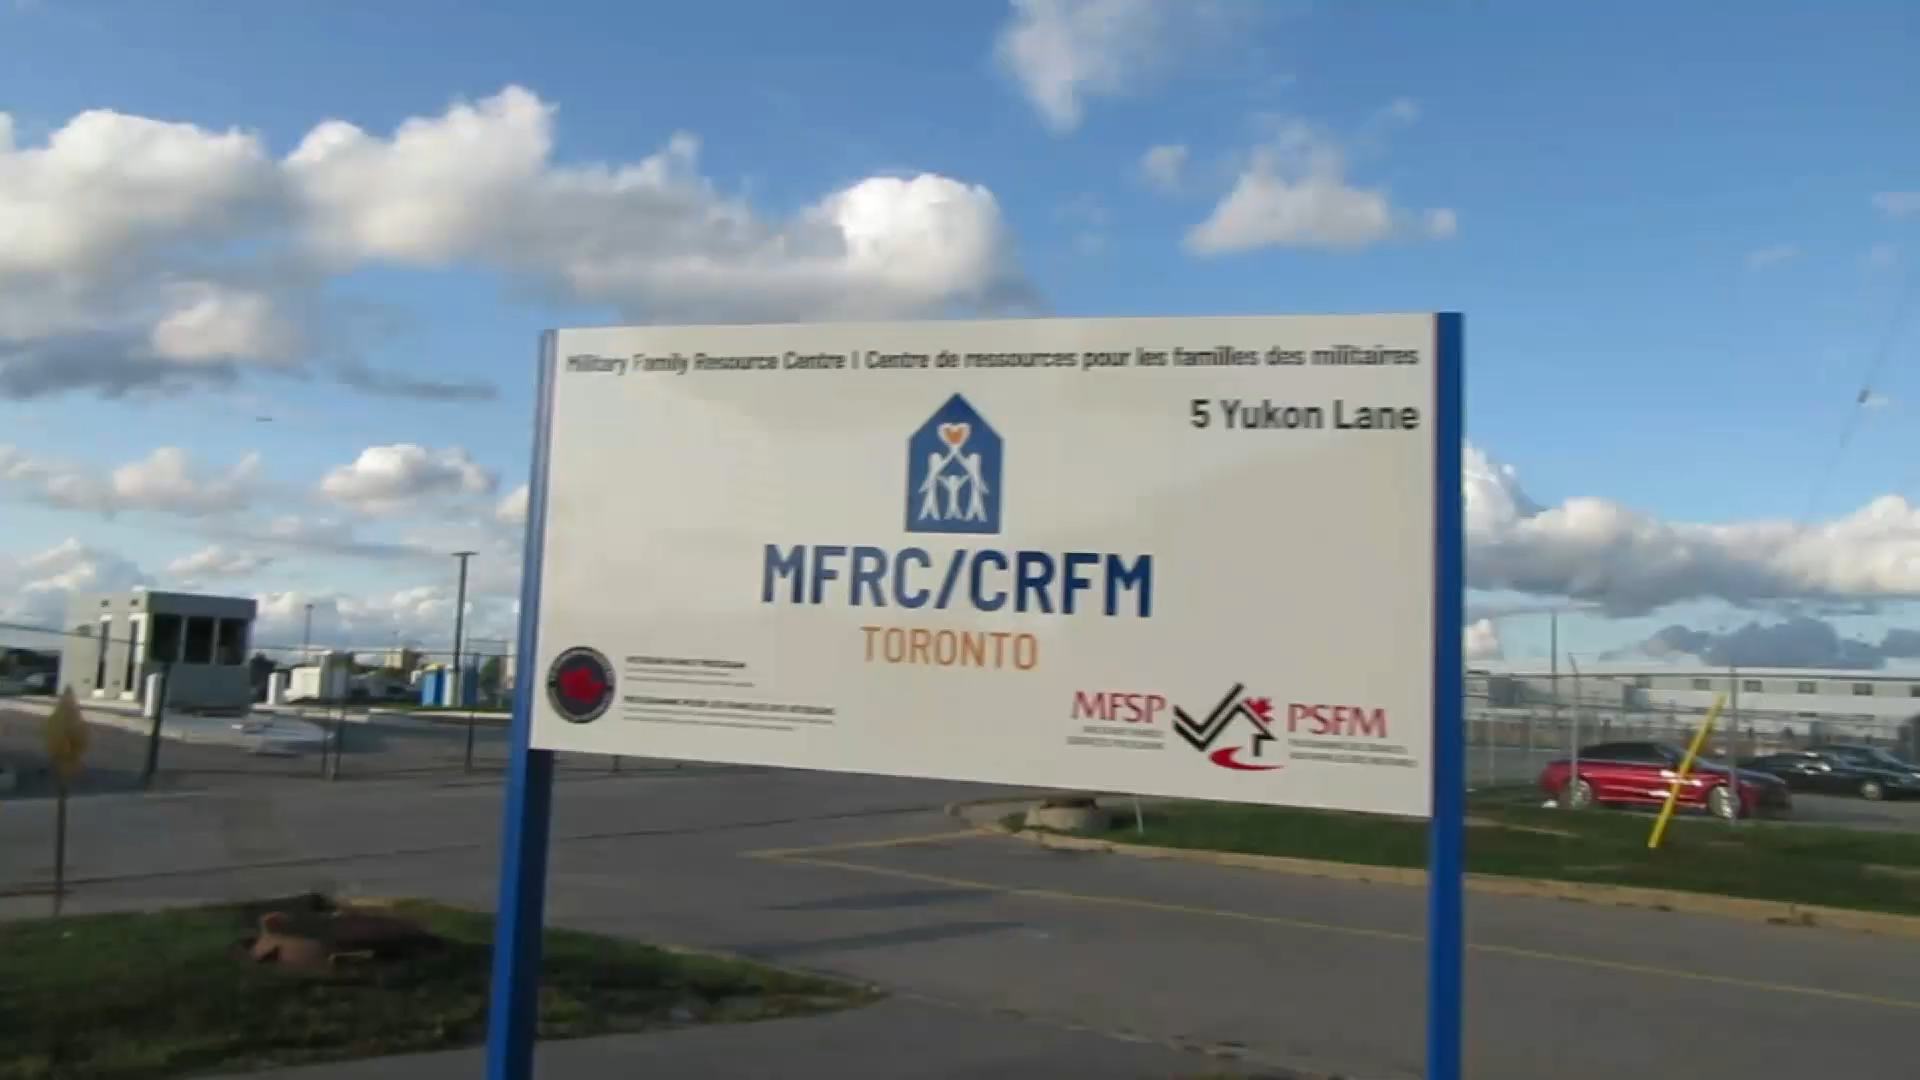 Military Family Resource Centre | Centre de ressources pour les familles des militaires
5 Yukon Lane
MFRC/CRFM
TORONTO
MFSP PSFM